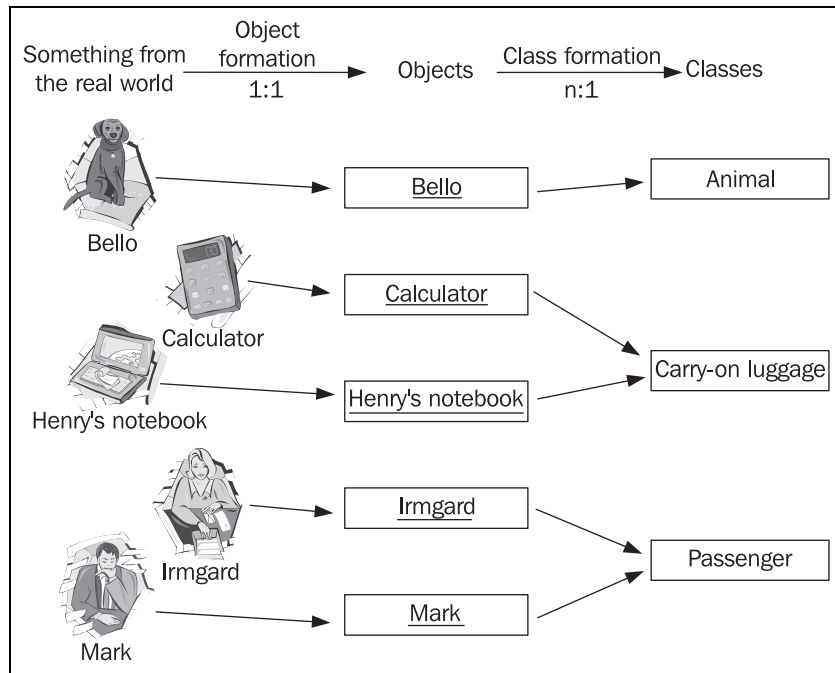 Something from
the real world
Object
formation
1:1
Objects
Class formation
n:1
Classes
Bello
Bello
Animal
Calculator
Calculator
Henry's notebook
Henry's notebook
Carry-on luggage
Irmgard
Irmgard
Mark
Mark
Passenger